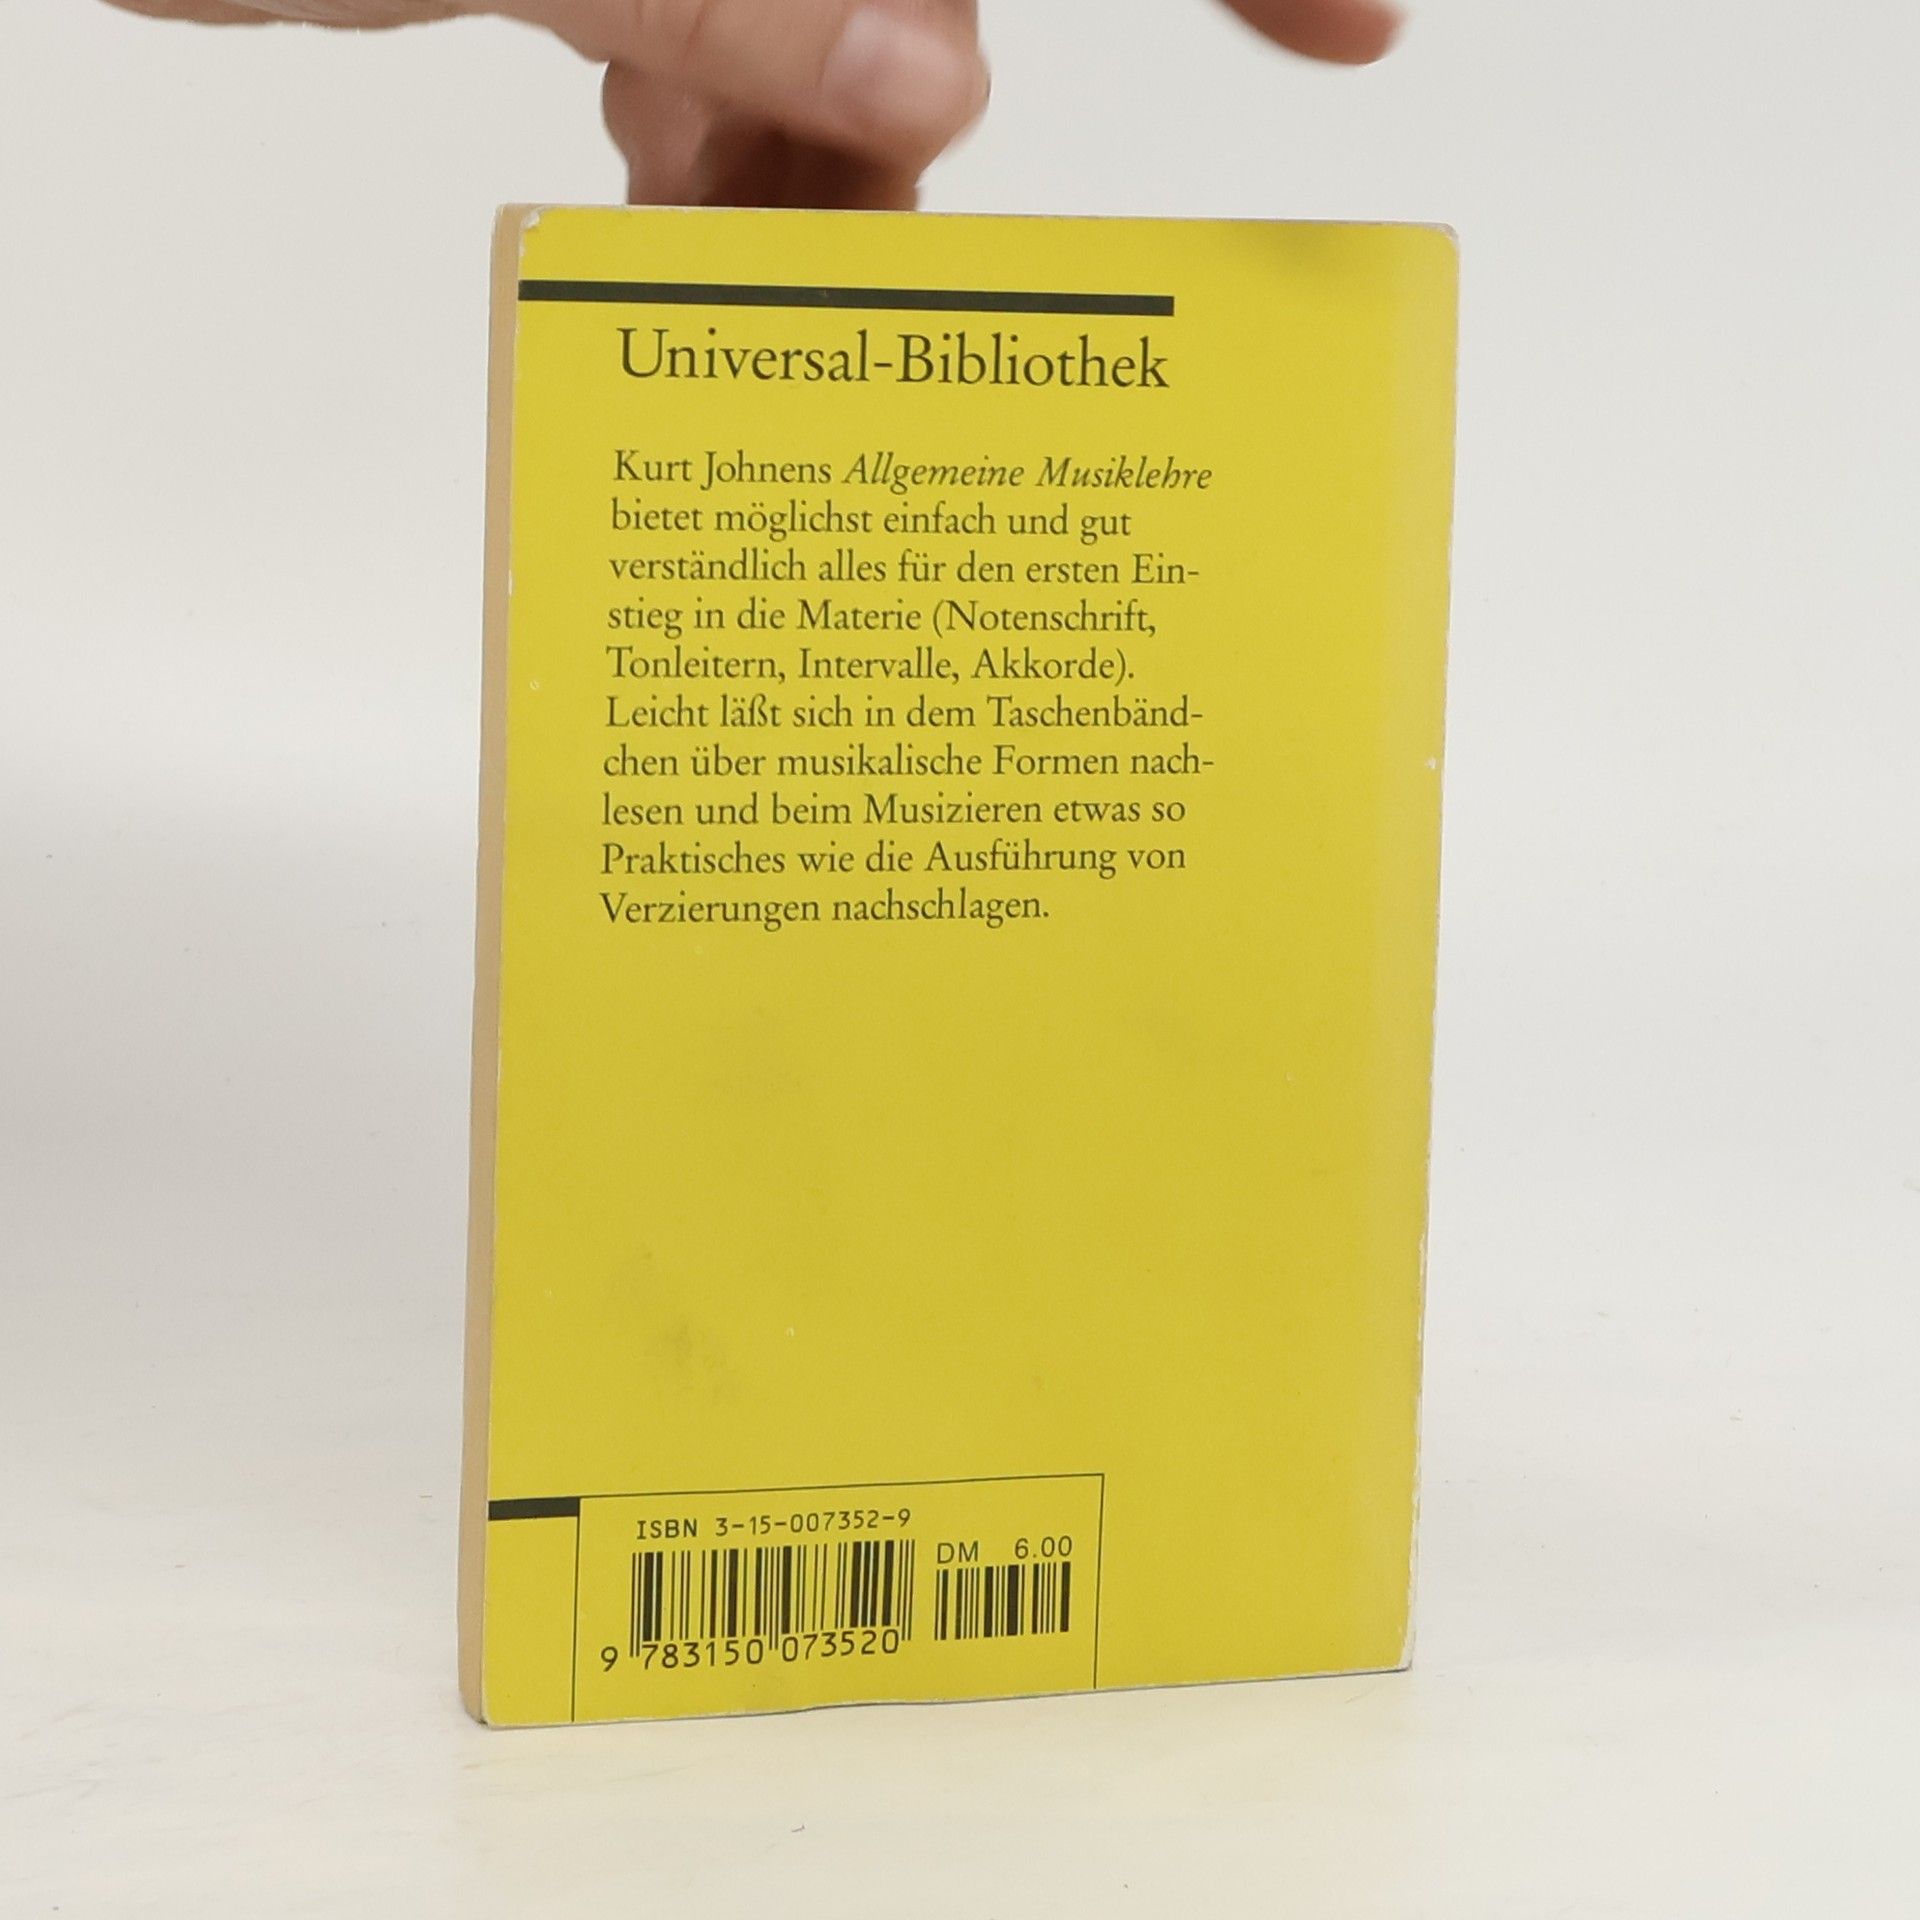 Universal-Bibliothek
Kurt Johnens Allgemeine Musiklehre
bietet möglichst einfach und gut
verständlich alles für den ersten Ein-
stieg in die Materie (Notenschrift,
Tonleitern, Intervalle, Akkorde).
Leicht läßt sich in dem Taschenbänd-
chen über musikalische Formen nach-
lesen und beim Musizieren etwas so
Praktisches wie die Ausführung von
Verzierungen nachschlagen.
ISBN 3-15-007352-9
DM 6.00
9 783150 073520